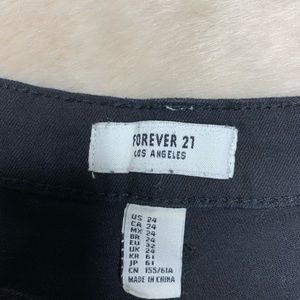 FOREVER 21
LOS ANGELES
US 24
CA 24
MX 24
BR 24
EU 32
UK 24
KR 61
JP 61
CN 155/61A
MADE IN CHINA